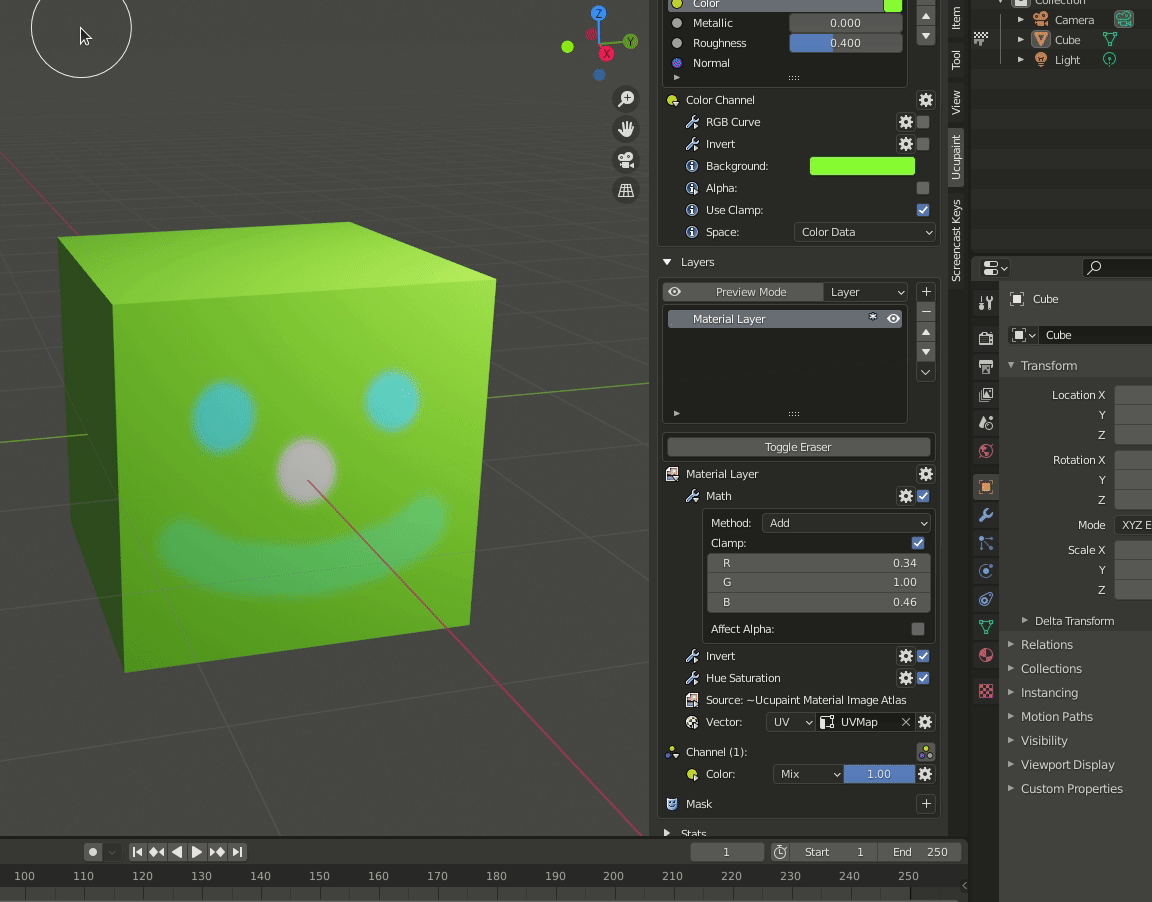 Color
Metallic 0.000
Roughness 0.400
Normal
Color Channel
RGB Curve
Invert
Background:
Alpha:
Use Clamp:
Space: Color Data
Layers
Preview Mode Layer
Material Layer
Toggle Eraser
Material Layer
Math
Method: Add
Clamp:
R 0.34
G 1.00
B 0.46
Affect Alpha:
Invert
Hue Saturation
Source: ~Ucupaint Material Image Atlas
Vector: UV UVMap
Channel (1):
Color: Mix 1.00
Mask
Stats
Item
Tool
View
Ucupaint
Screencast Keys
Z
Y
X
Collection
Camera
Cube
Light
Cube
Cube
Transform
Location X
Y
Z
Rotation X
Y
Z
Mode XYZ E
Scale X
Y
Z
Delta Transform
Relations
Collections
Instancing
Motion Paths
Visibility
Viewport Display
Custom Properties
1 Start 1 End 250
100 110 120 130 140 150 160 170 180 190 200 210 220 230 240 250